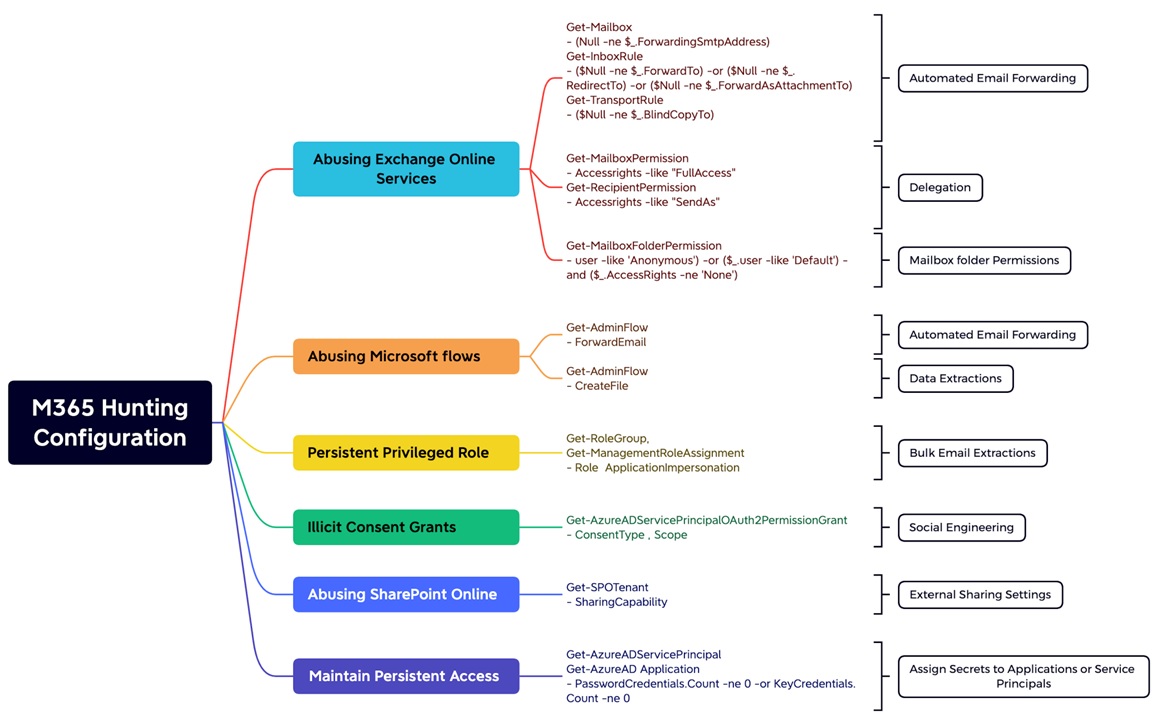 M365 Hunting
Configuration
Abusing Exchange Online
Services
Get-Mailbox
- (Null -ne $_.ForwardingSmtpAddress)
Get-InboxRule
- ($Null -ne $_.ForwardTo) -or ($Null -ne $_.
RedirectTo) -or ($Null -ne $_.ForwardAsAttachmentTo)
Get-TransportRule
- ($Null -ne $_.BlindCopyTo)
Automated Email Forwarding
Get-MailboxPermission
- Accessrights -like "FullAccess"
Get-RecipientPermission
- Accessrights -like "SendAs"
Delegation
Get-MailboxFolderPermission
- user -like 'Anonymous') -or ($_.user -like 'Default') -
and ($_.AccessRights -ne 'None')
Mailbox folder Permissions
Abusing Microsoft flows
Get-AdminFlow
- ForwardEmail
Automated Email Forwarding
Get-AdminFlow
- CreateFile
Data Extractions
Persistent Privileged Role
Get-RoleGroup,
Get-ManagementRoleAssignment
- Role  ApplicationImpersonation
Bulk Email Extractions
Illicit Consent Grants
Get-AzureADServicePrincipalOAuth2PermissionGrant
- ConsentType , Scope
Social Engineering
Abusing SharePoint Online
Get-SPOTenant
- SharingCapability
External Sharing Settings
Maintain Persistent Access
Get-AzureADServicePrincipal
Get-AzureAD Application
- PasswordCredentials.Count -ne 0 -or KeyCredentials.
Count -ne 0
Assign Secrets to Applications or Service
Principals